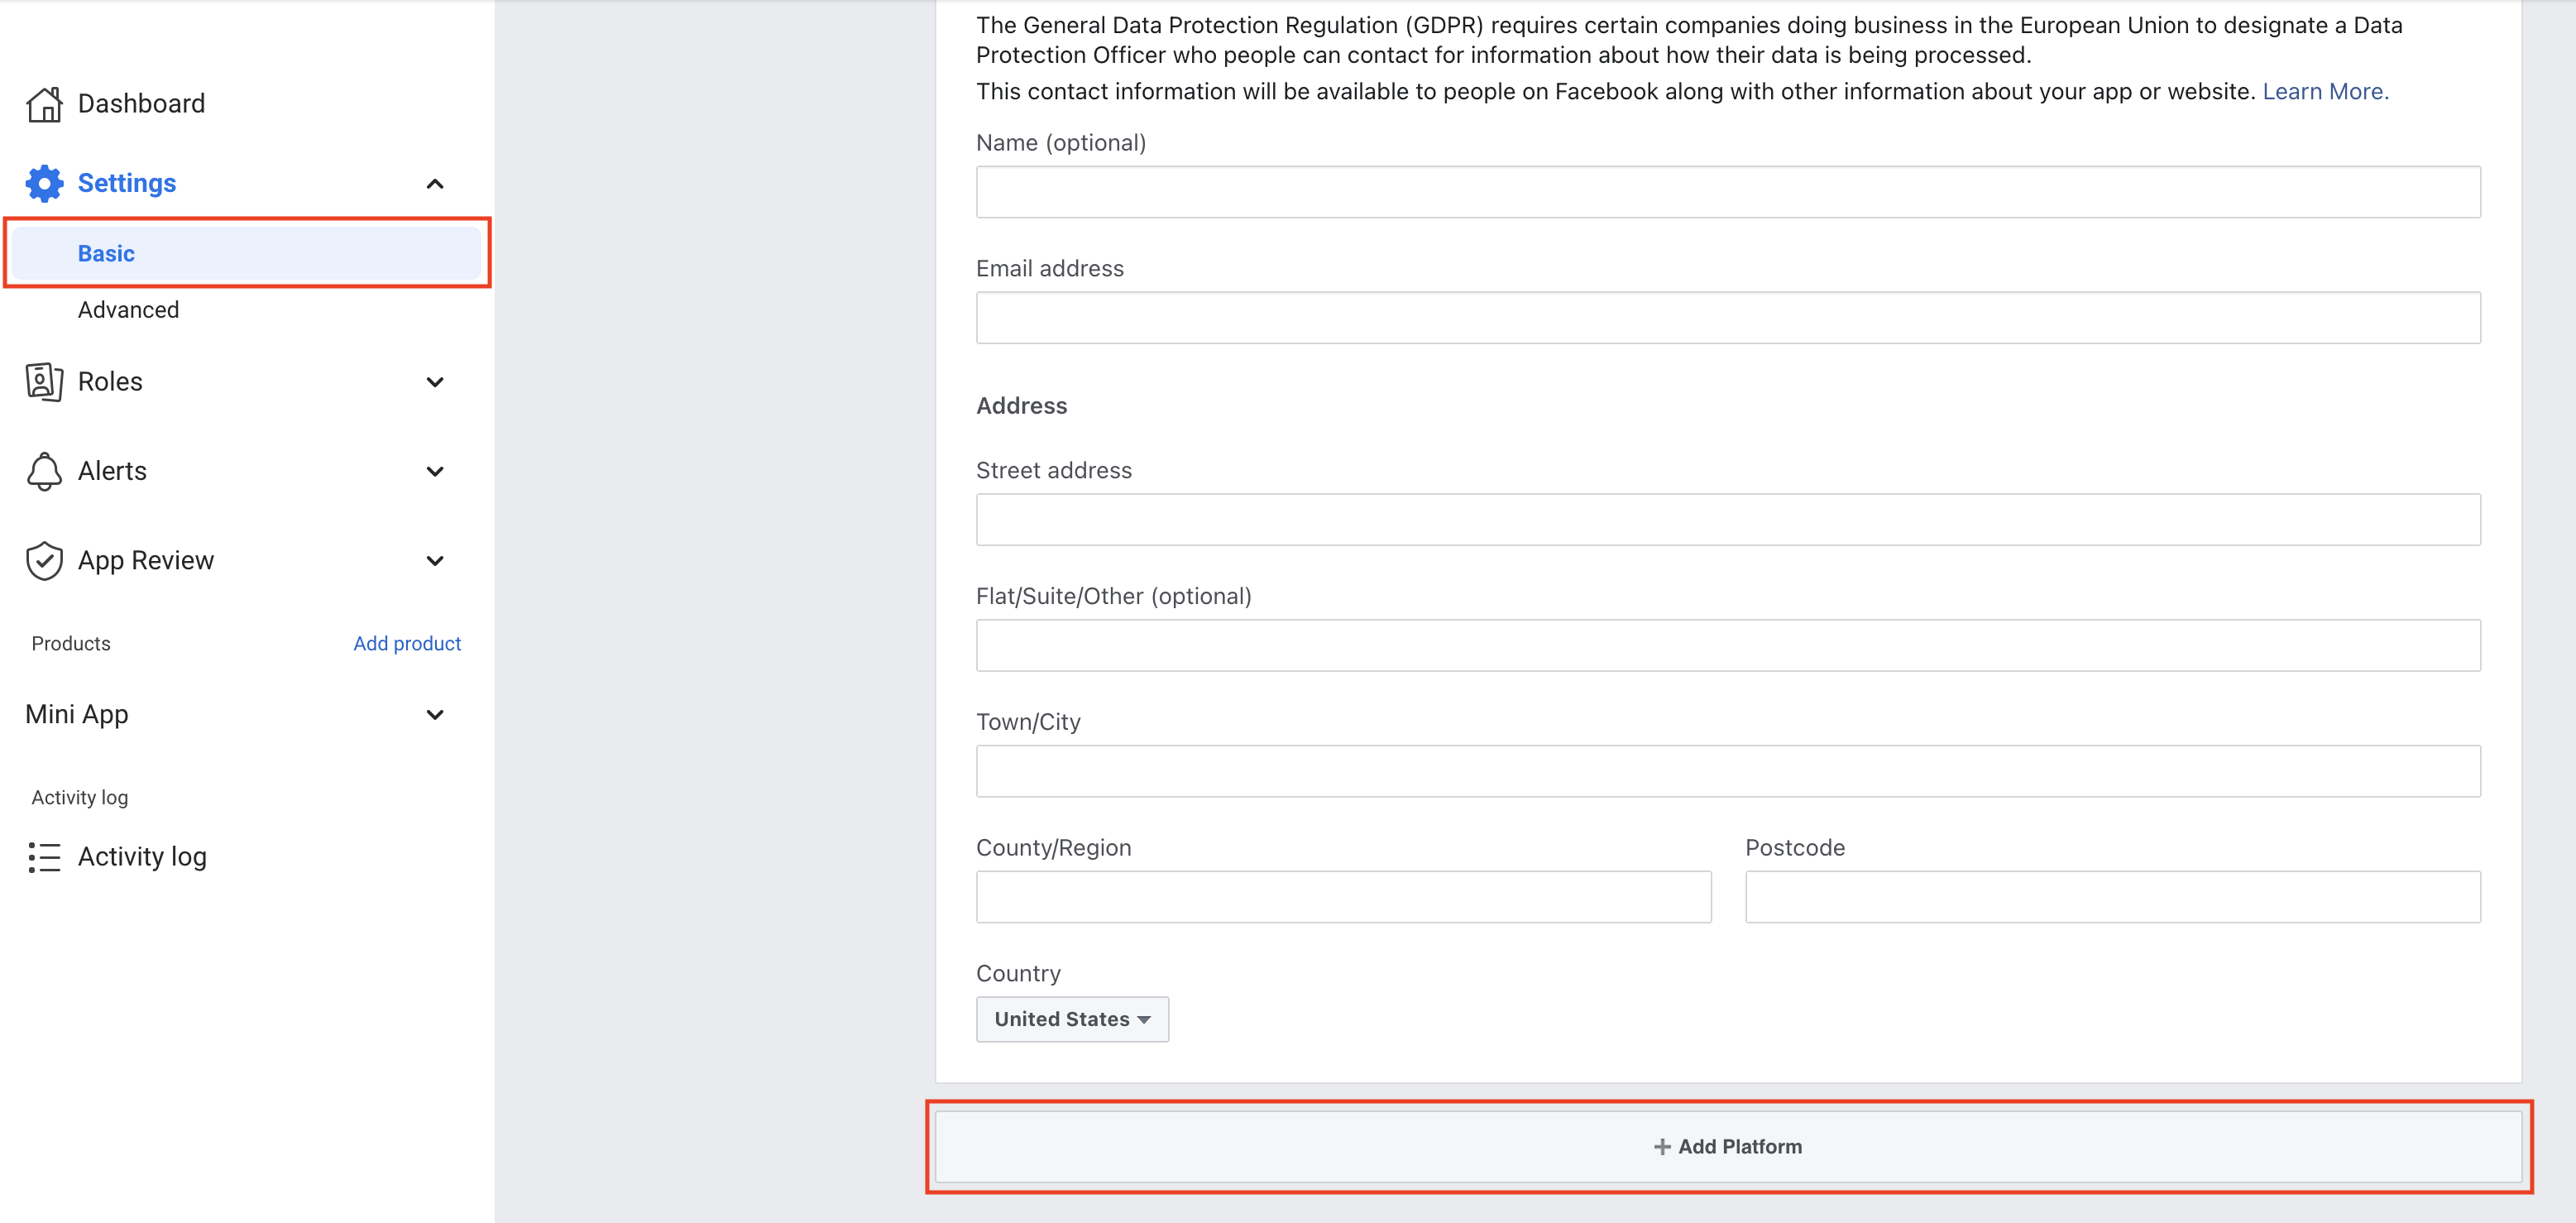 Dashboard
Settings
Basic
Advanced
Roles
Alerts
App Review
Products
Add product
Mini App
Activity log
Activity log
The General Data Protection Regulation (GDPR) requires certain companies doing business in the European Union to designate a Data
Protection Officer who people can contact for information about how their data is being processed.
This contact information will be available to people on Facebook along with other information about your app or website. Learn More.
Name (optional)
Email address
Address
Street address
Flat/Suite/Other (optional)
Town/City
County/Region
Postcode
Country
United States
+ Add Platform